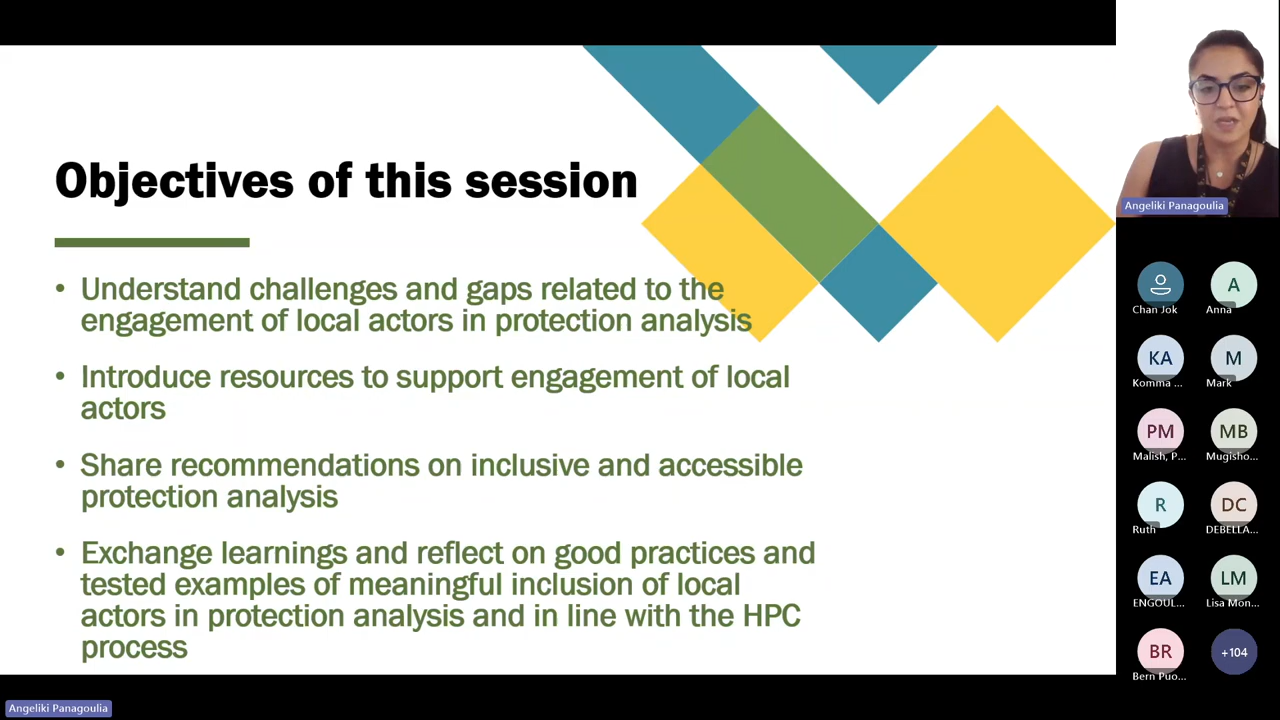 Objectives of this session
• Understand challenges and gaps related to the
engagement of local actors in protection analysis
• Introduce resources to support engagement of local
actors
• Share recommendations on inclusive and accessible
protection analysis
• Exchange learnings and reflect on good practices and
tested examples of meaningful inclusion of local
actors in protection analysis and in line with the HPC
process
Angeliki Panagoulia
Angeliki Panagoulia
Chan Jok
A
Anna
KA
Komma ...
M
Mark
PM
Malish, P...
MB
Mugisho...
R
Ruth
DC
DEBELLA...
EA
ENGOUL...
LM
Lisa Mon...
BR
Bern Puo...
+104